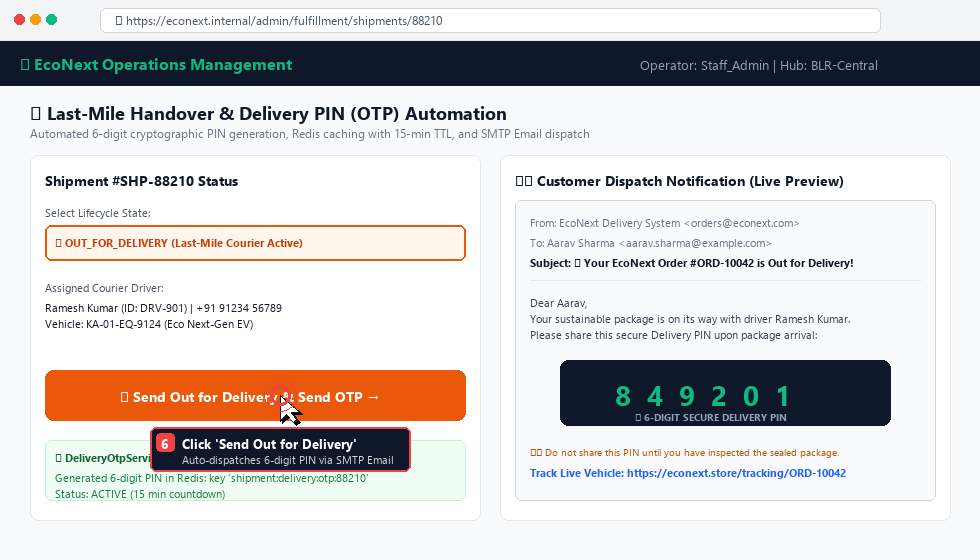 https://econext.internal/admin/fulfillment/shipments/88210
EcoNext Operations Management
Operator: Staff_Admin | Hub: BLR-Central
Last-Mile Handover & Delivery PIN (OTP) Automation
Automated 6-digit cryptographic PIN generation, Redis caching with 15-min TTL, and SMTP Email dispatch
Shipment #SHP-88210 Status
Select Lifecycle State:
OUT_FOR_DELIVERY (Last-Mile Courier Active)
Assigned Courier Driver:
Ramesh Kumar (ID: DRV-901) | +91 91234 56789
Vehicle: KA-01-EQ-9124 (Eco Next-Gen EV)
Send Out for Delivery & Send OTP →
6 Click 'Send Out for Delivery'
Auto-dispatches 6-digit PIN via SMTP Email
Generated 6-digit PIN in Redis: key 'shipment:delivery:otp:88210'
Status: ACTIVE (15 min countdown)
Customer Dispatch Notification (Live Preview)
From: EcoNext Delivery System <orders@econext.com>
To: Aarav Sharma <aarav.sharma@example.com>
Subject: Your EcoNext Order #ORD-10042 is Out for Delivery!
Dear Aarav,
Your sustainable package is on its way with driver Ramesh Kumar.
Please share this secure Delivery PIN upon package arrival:
8 4 9 2 0 1
6-DIGIT SECURE DELIVERY PIN
Do not share this PIN until you have inspected the sealed package.
Track Live Vehicle: https://econext.store/tracking/ORD-10042